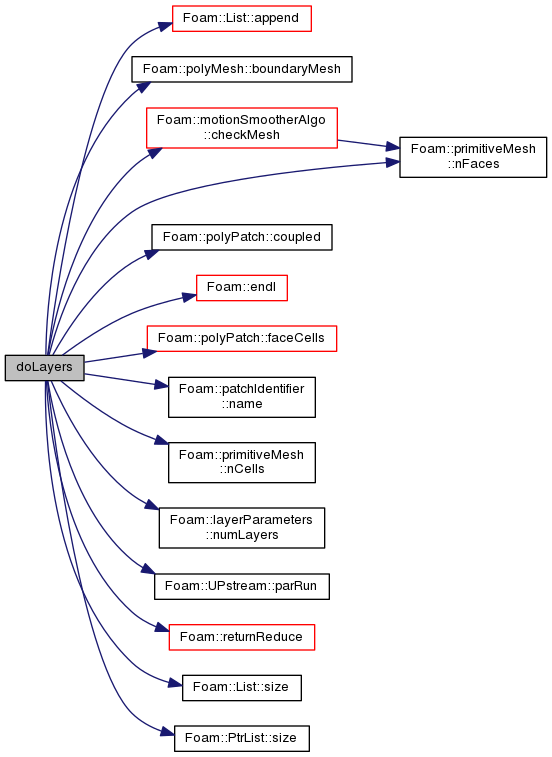 Foam::List::append
Foam::polyMesh::boundaryMesh
Foam::motionSmootherAlgo
::checkMesh
Foam::primitiveMesh
::nFaces
Foam::polyPatch::coupled
Foam::endl
Foam::polyPatch::faceCells
doLayers
Foam::patchIdentifier
::name
Foam::primitiveMesh
::nCells
Foam::layerParameters
::numLayers
Foam::UPstream::parRun
Foam::returnReduce
Foam::List::size
Foam::PtrList::size